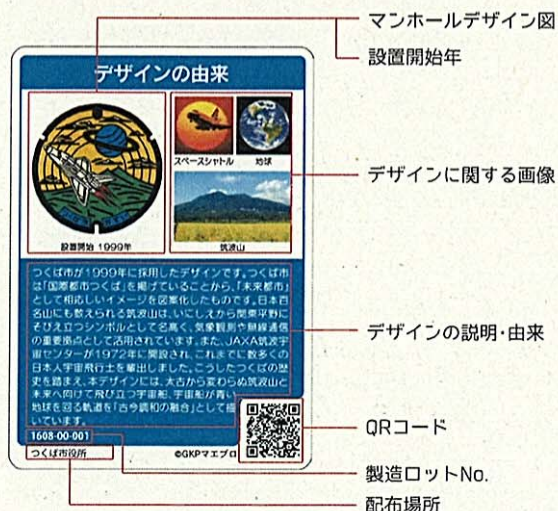 マンホールデザイン図
設置開始年
デザインの由来
スペースシャトル
地球
デザインに関する画像
設置開始 1999年
筑波山
つくば市が1999年に採用したデザインです。つくば市
は「国際都市つくば」を掲げていることから、「未来都市」
として相応しいイメージを図案化したものです。日本百
名山にも数えられる筑波山は、いにしえから関東平野に
そびえ立つシンボルとして名高く、気象観測や無線通信
の重要拠点として活用されています。また、JAXA筑波宇
宙センターが1972年に開設され、これまでに数多くの
日本人宇宙飛行士を輩出しました。こうしたつくばの歴
史を踏まえ、本デザインには、太古から変わらぬ筑波山と
未来へ向けて飛び立つ宇宙船、宇宙船が青い
地球を回る軌道を「古今調和の融合」として描
いています。
デザインの説明・由来
QRコード
1608-00-001
製造ロットNo.
つくば市役所
©GKPマエプロ
配布場所